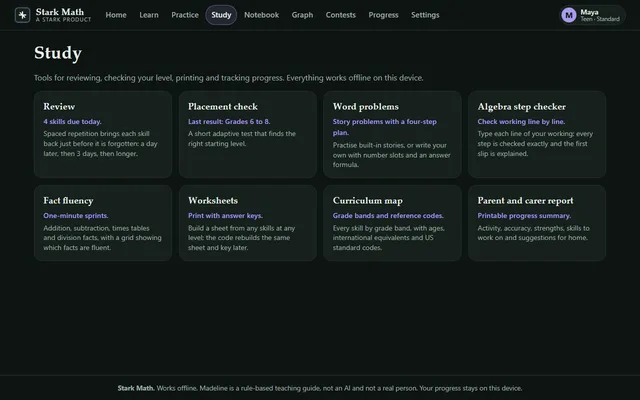 Stark Math
A STARK PRODUCT
Home Learn Practice Study Notebook Graph Contests Progress Settings
M
Maya
Teen · Standard
Study
Tools for reviewing, checking your level, printing and tracking progress. Everything works offline on this device.
Review
4 skills due today.
Spaced repetition brings each skill
back just before it is forgotten: a day
later, then 3 days, then longer.
Placement check
Last result: Grades 6 to 8.
A short adaptive test that finds the
right starting level.
Word problems
Story problems with a four-step
plan.
Practise built-in stories, or write your
own with number slots and an answer
formula.
Algebra step checker
Check working line by line.
Type each line of your working: every
step is checked exactly and the first
slip is explained.
Fact fluency
One-minute sprints.
Addition, subtraction, times tables
and division facts, with a grid showing
which facts are fluent.
Worksheets
Print with answer keys.
Build a sheet from any skills at any
level; the code rebuilds the same
sheet and key later.
Curriculum map
Grade bands and reference codes.
Every skill by grade band, with ages,
international equivalents and US
standard codes.
Parent and carer report
Printable progress summary.
Activity, accuracy, strengths, skills to
work on and suggestions for home.
Stark Math. Works offline. Madeline is a rule-based teaching guide, not an AI and not a real person. Your progress stays on this device.